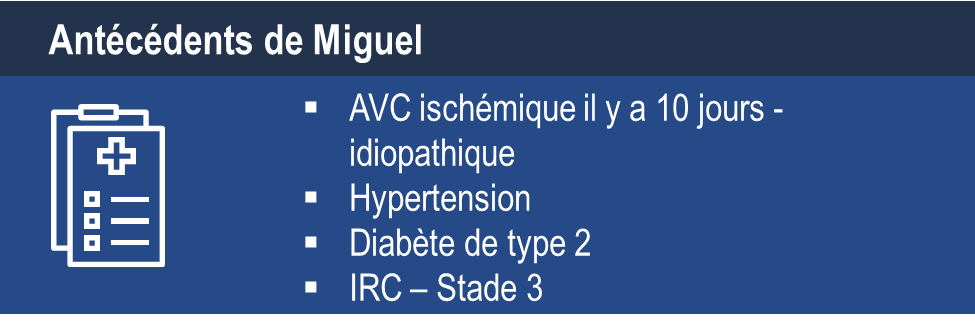 Antécédents de Miguel
▪ AVC ischémique il y a 10 jours -
idiopathique
▪ Hypertension
▪ Diabète de type 2
▪ IRC – Stade 3